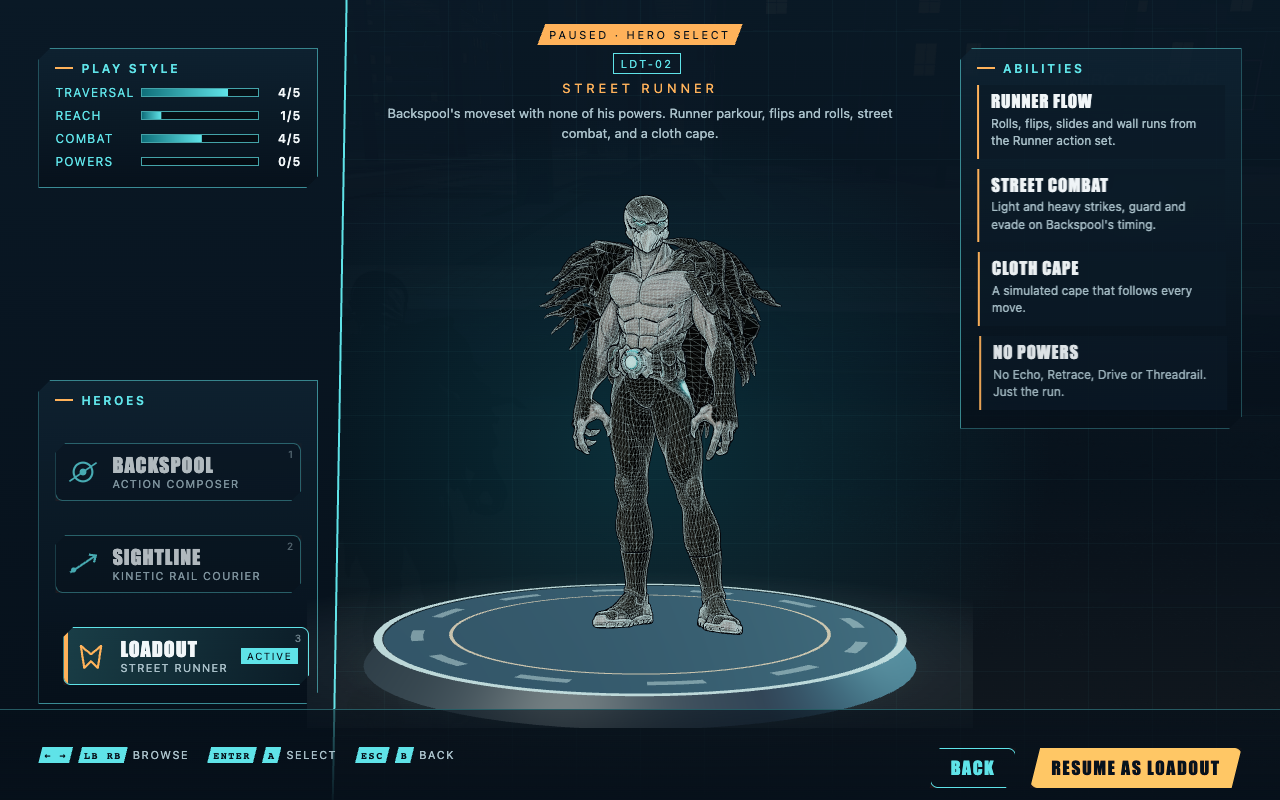 PAUSED · HERO SELECT
LDT-02
STREET RUNNER
Backspool's moveset with none of his powers. Runner parkour, flips and rolls, street
combat, and a cloth cape.
PLAY STYLE
TRAVERSAL 4/5
REACH 1/5
COMBAT 4/5
POWERS 0/5
HEROES
BACKSPOOL 1
ACTION COMPOSER
SIGHTLINE 2
KINETIC RAIL COURIER
LOADOUT 3
STREET RUNNER ACTIVE
ABILITIES
RUNNER FLOW
Rolls, flips, slides and wall runs from
the Runner action set.
STREET COMBAT
Light and heavy strikes, guard and
evade on Backspool's timing.
CLOTH CAPE
A simulated cape that follows every
move.
NO POWERS
No Echo, Retrace, Drive or Threadrail.
Just the run.
← → LB RB BROWSE ENTER A SELECT ESC B BACK
BACK RESUME AS LOADOUT